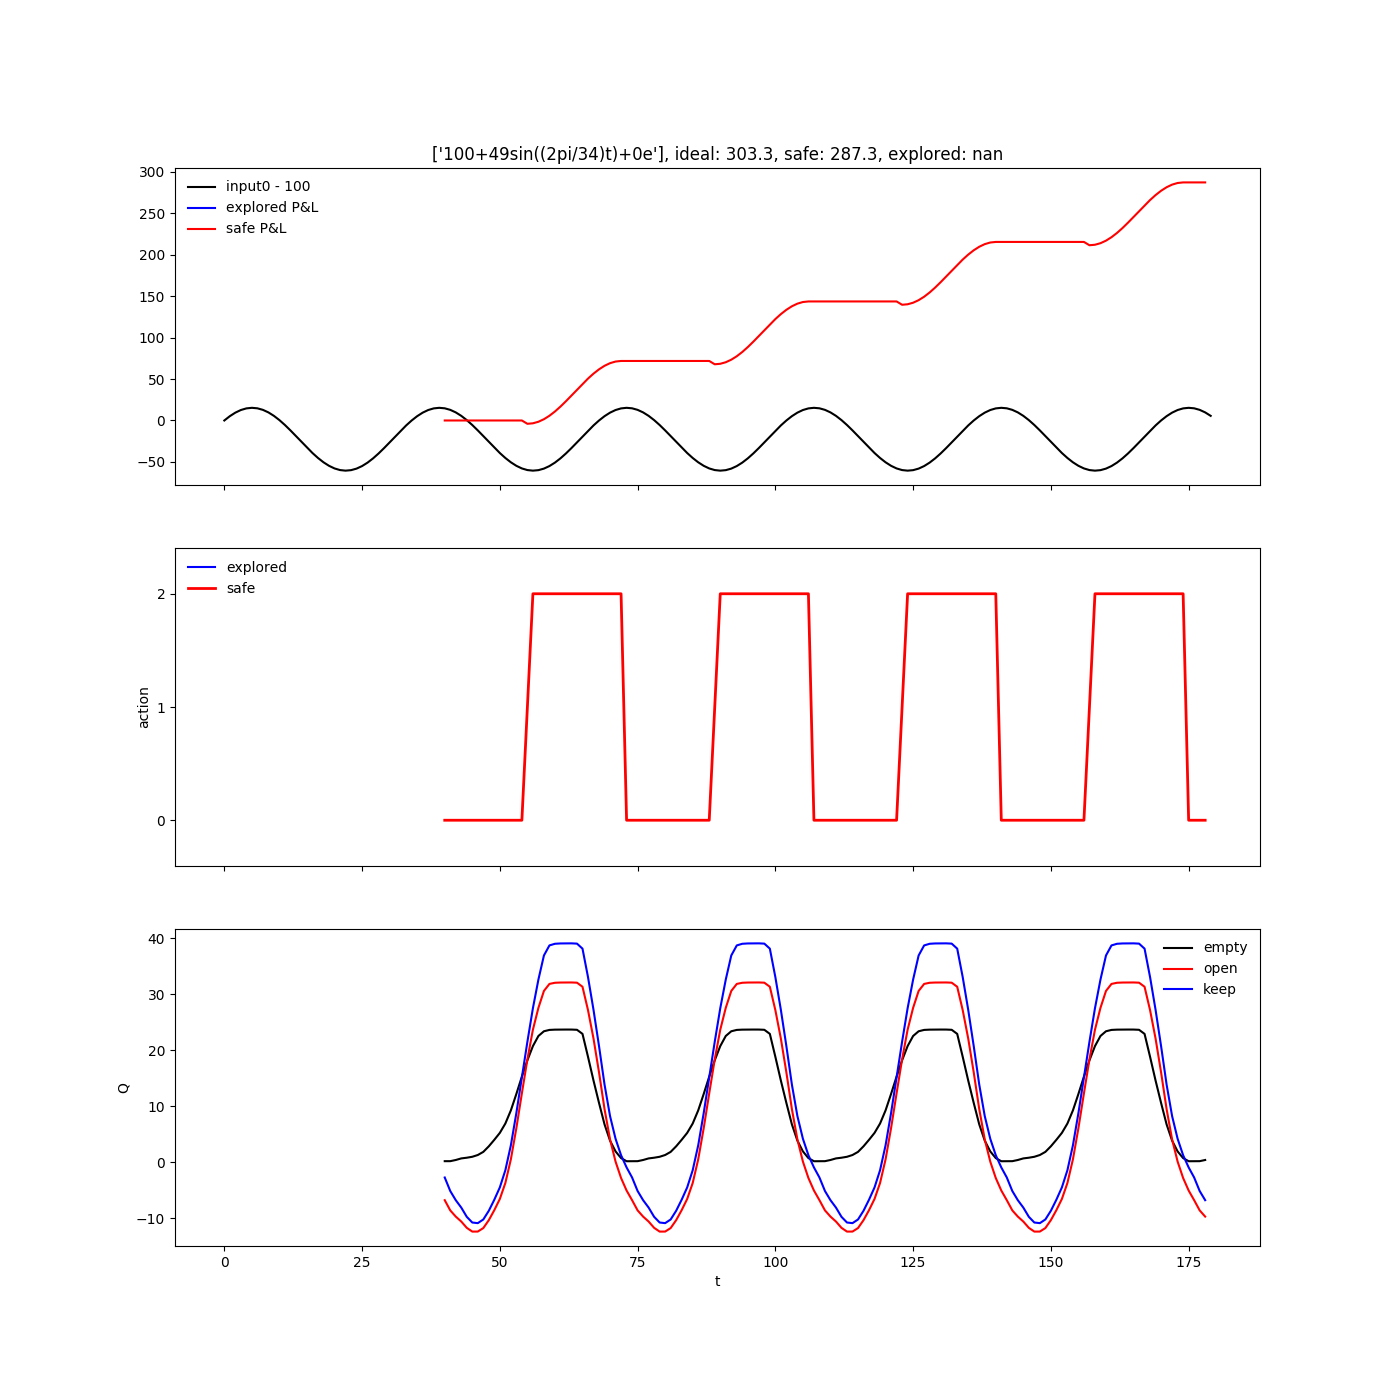 ['100+49sin((2pi/34)t)+0e'], ideal: 303.3, safe: 287.3, explored: nan
300
250
200
150
100
50
0
−50
input0 - 100
explored P&L
safe P&L
2
1
0
action
explored
safe
40
30
20
10
0
−10
Q
empty
open
keep
0 25 50 75 100 125 150 175
t